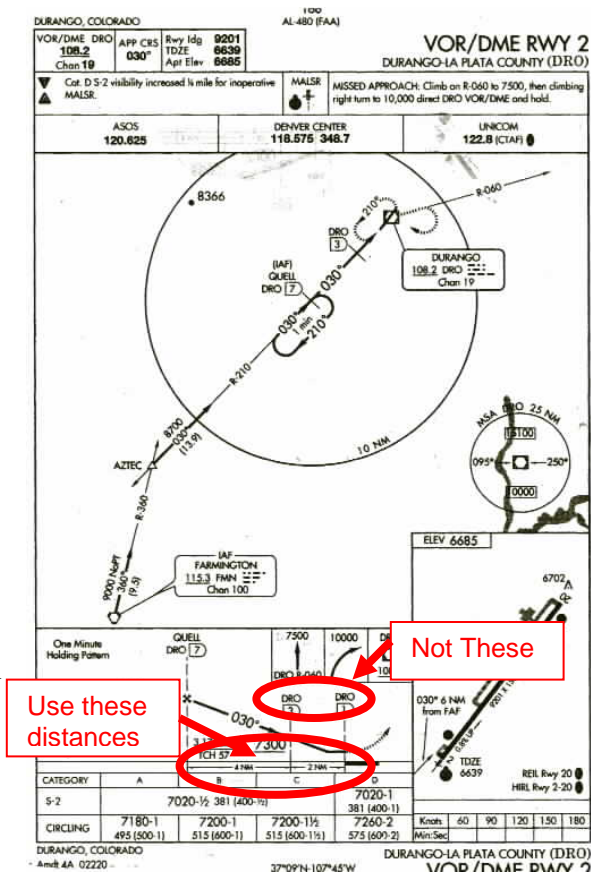 DURANGO, COLORADO
AL-480 (FAA)
VOR/DME DRO
108.2
Chan 19
APP CRS
030°
Rwy ldg 9201
TDZE 6639
Apt Elev 6685
VOR/DME RWY 2
DURANGO-LA PLATA COUNTY (DRO)
Cat. D S-2 visibility increased ¼ mile for inoperative
MALSR.
MALSR
MISSED APPROACH: Climb on R-060 to 7500, then climbing
right turn to 10,000 direct DRO VOR/DME and hold.
ASOS
120.625
DENVER CENTER
118.575 348.7
UNICOM
122.8 (CTAF)
8366
R-060
210°
DRO
3
DURANGO
108.2 DRO
Chan 19
(IAF)
QUELL
DRO 7
030°
030°
1 min
210°
R-210
8700
030°
(13.9)
10 NM
AZTEC
R-360
MSA DRO 25 NM
095°
250°
10000
9000 NoPT
360°
(9.5)
IAF
FARMINGTON
115.3 FMN
Chan 100
ELEV 6685
6702
One Minute
Holding Pattern
QUELL
DRO 7
7500
10000
DRO R-060
Not These
DRO
DRO
Use these
distances
030°
7300
TCH 57
4 NM
2 NM
030° 6 NM
from FAF
TDZE
6639
REIL Rwy 20
HIRL Rwy 2-20
CATEGORY A B C D
S-2 7020-½ 381 (400-½) 7020-1
381 (400-1)
CIRCLING 7180-1 7200-1 7200-1½ 7260-2
495 (500-1) 515 (600-1) 515 (600-1½) 575 (600-2)
Knots 60 90 120 150 180
Min:Sec
DURANGO, COLORADO
Amdt 4A 02220
37°09'N-107°45'W
DURANGO-LA PLATA COUNTY (DRO)
VOR/DME RWY 2